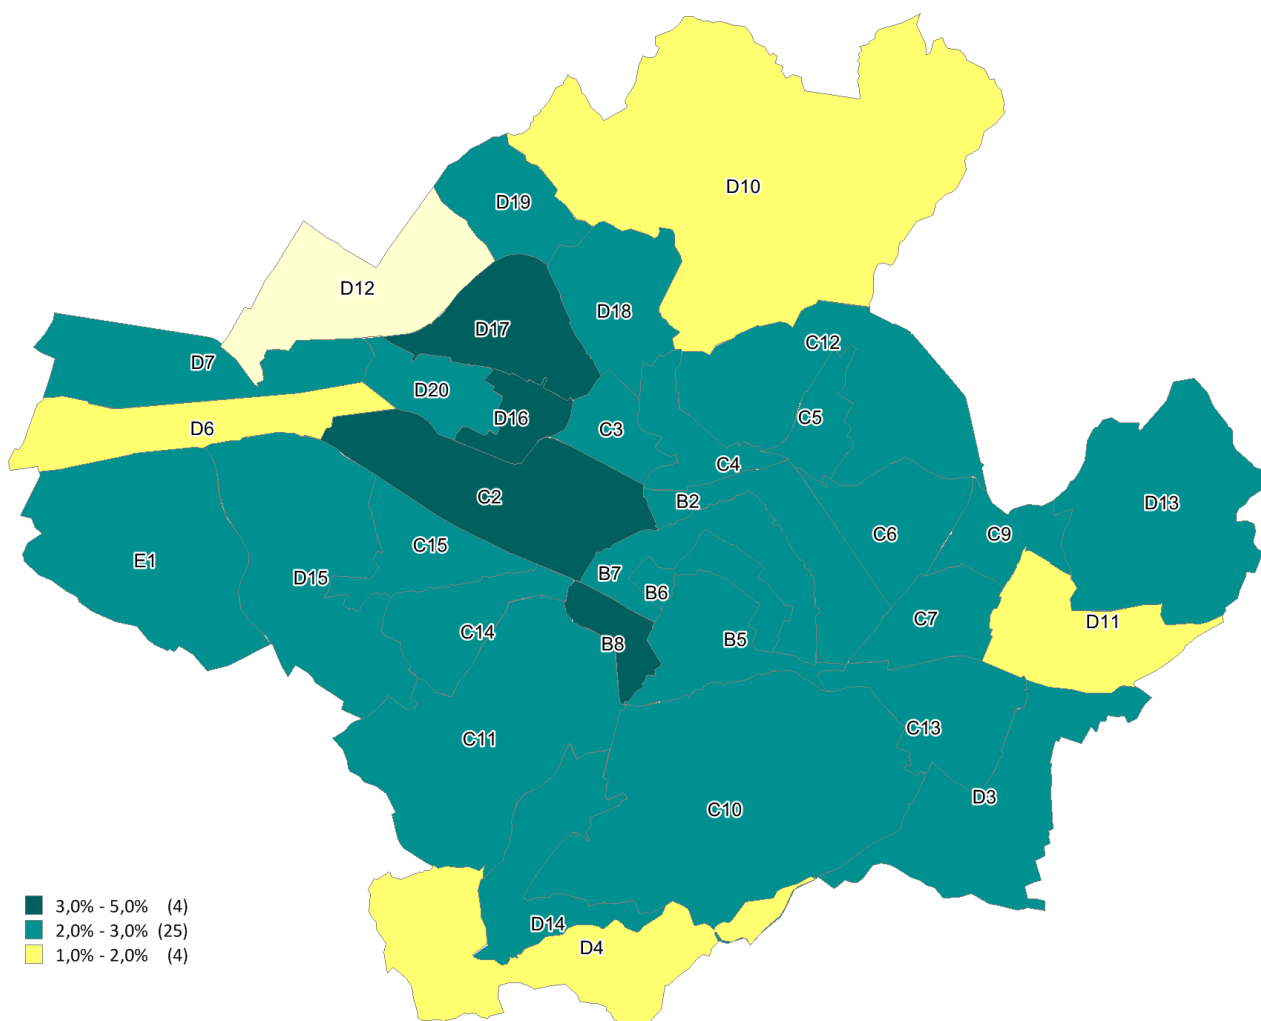 D10
D19
D12
D18
D17
C12
D7
D20
D16
C5
D6
C3
C4
C2
B2
D13
C6
C9
C15
E1
D15
B7
B6
C7
D11
C14
B8
B5
C11
C13
D3
C10
D14
D4
3,0% - 5,0% (4)
2,0% - 3,0% (25)
1,0% - 2,0% (4)